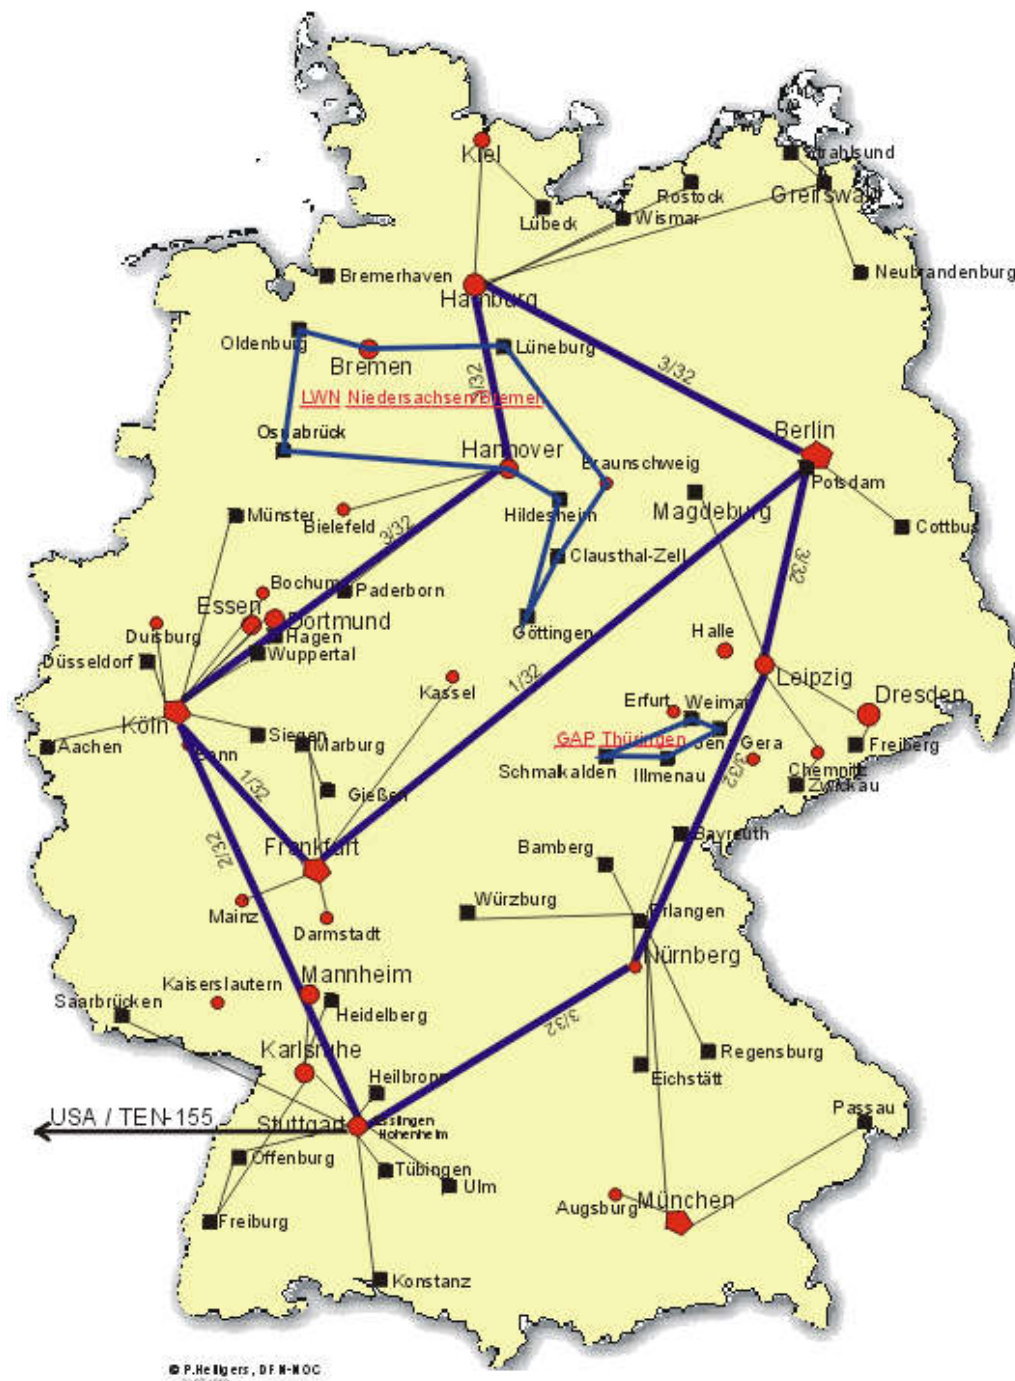 Kiel
Strahlsund
Rostock
Greifswald
Lübeck
Wismar
Bremerhaven
Neubrandenburg
Hamburg
Oldenburg
Bremen
Lüneburg
3/32
3/32
LWN Niedersachsen/Bremen
Osnabrück
Hannover
Berlin
Braunschweig
Potsdam
Magdeburg
Münster
Bielefeld
Hildesheim
Cottbus
3/32
Clausthal-Zell
3/32
Bochum
Paderborn
Essen
Dortmund
Duisburg
Hagen
Göttingen
Halle
Düsseldorf
Wuppertal
Leipzig
Kassel
1/32
Erfurt
Weimar
Dresden
Köln
Siegen
Aachen
Bonn
Marburg
GAP Thüringen
Jena
Gera
Freiberg
Schmalkalden
Illmenau
3/32
Chemnitz
Zwickau
1/32
Gießen
2/32
Frankfurt
Bayreuth
Bamberg
Würzburg
Mainz
Darmstadt
Erlangen
Nürnberg
Mannheim
Kaiserslautern
Saarbrücken
Heidelberg
3/32
Karlsruhe
Regensburg
Heilbronn
Eichstätt
USA / TEN-155
Stuttgart
Esslingen
Hohenheim
Passau
Offenburg
Tübingen
Ulm
Augsburg
München
Freiburg
Konstanz
© P.Heiligers, DFN-NOC